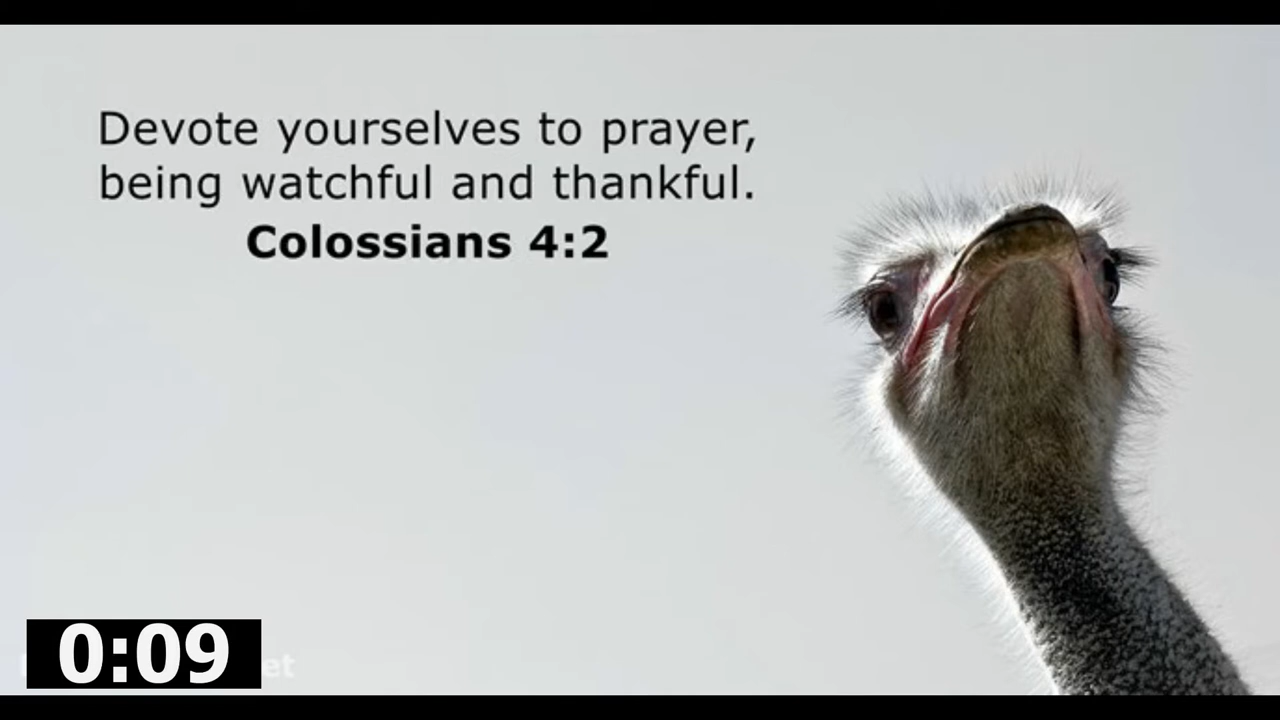 Devote yourselves to prayer,
being watchful and thankful.
Colossians 4:2
0:09